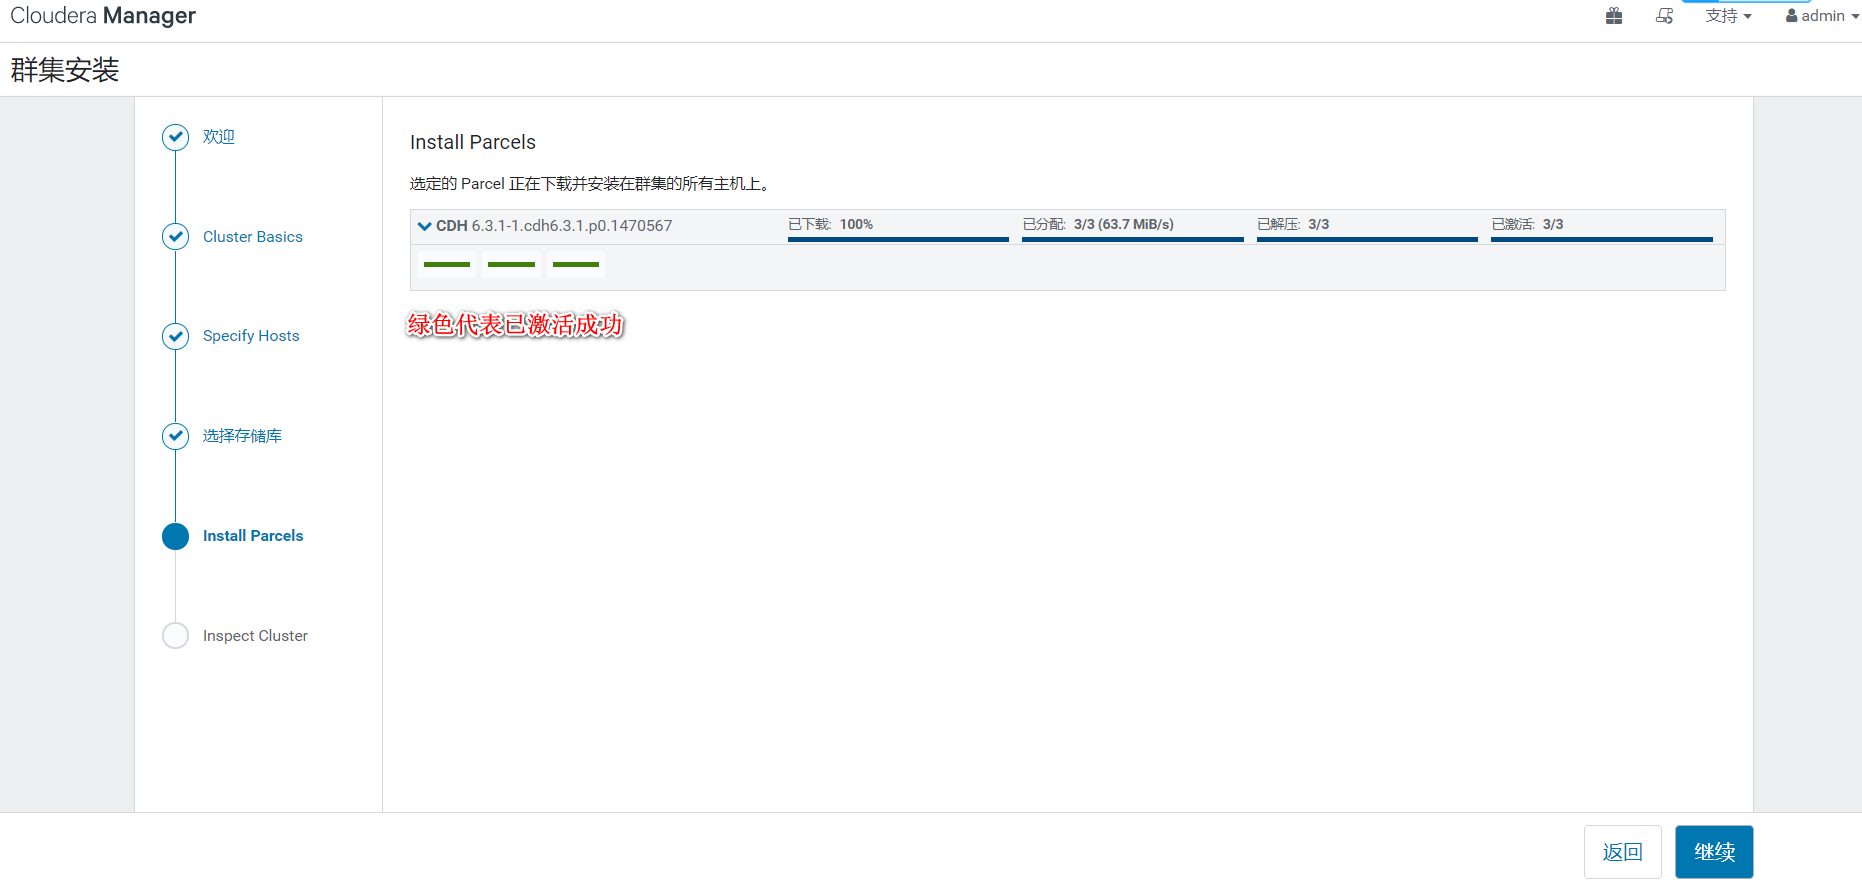 Cloudera Manager
支持
admin
群集安装
欢迎
Cluster Basics
Specify Hosts
选择存储库
Install Parcels
Inspect Cluster
Install Parcels
选定的 Parcel 正在下载并安装在群集的所有主机上。
CDH 6.3.1-1.cdh6.3.1.p0.1470567 已下载: 100% 已分配: 3/3 (63.7 MiB/s) 已解压: 3/3 已激活: 3/3
绿色代表已激活成功
返回
继续